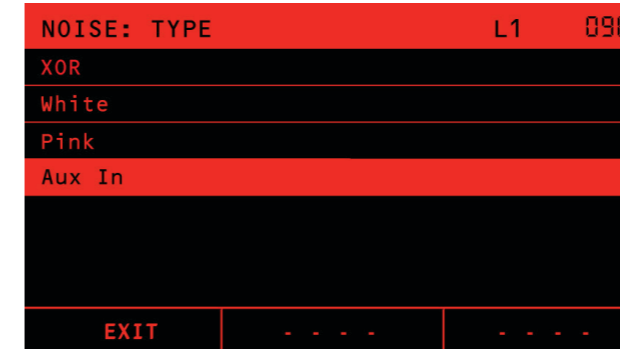 NOISE: TYPE L1
XOR
White
Pink
Aux In
EXIT - - - - - - - -